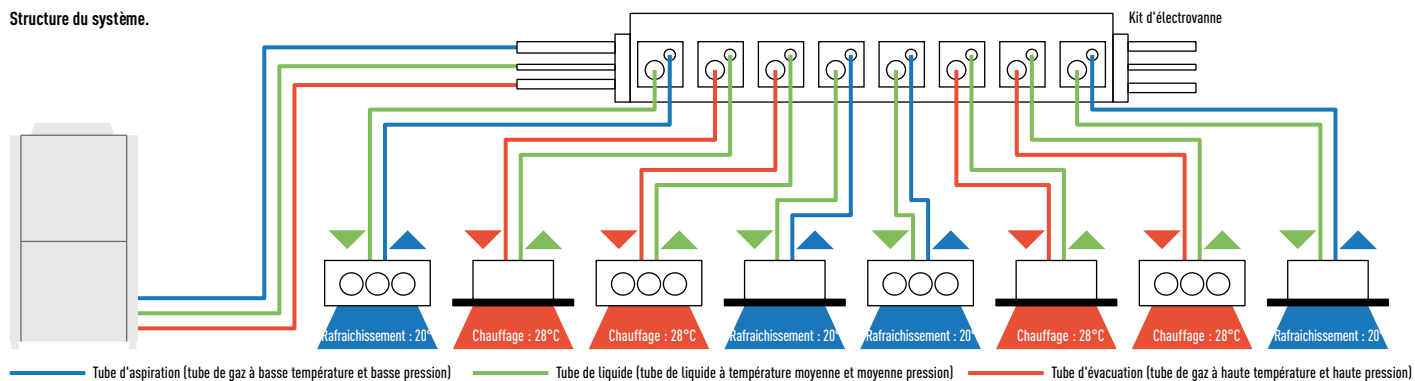 Structure du système.
Kit d'électrovanne
Rafraichissement : 20°
Chauffage : 28°C
Chauffage : 28°C
Rafraichissement : 20°
Rafraichissement : 20°
Chauffage : 28°C
Chauffage : 28°C
Rafraichissement : 20°
Tube d'aspiration (tube de gaz à basse température et basse pression)
Tube de liquide (tube de liquide à température moyenne et moyenne pression)
Tube d'évacuation (tube de gaz à haute température et haute pression)